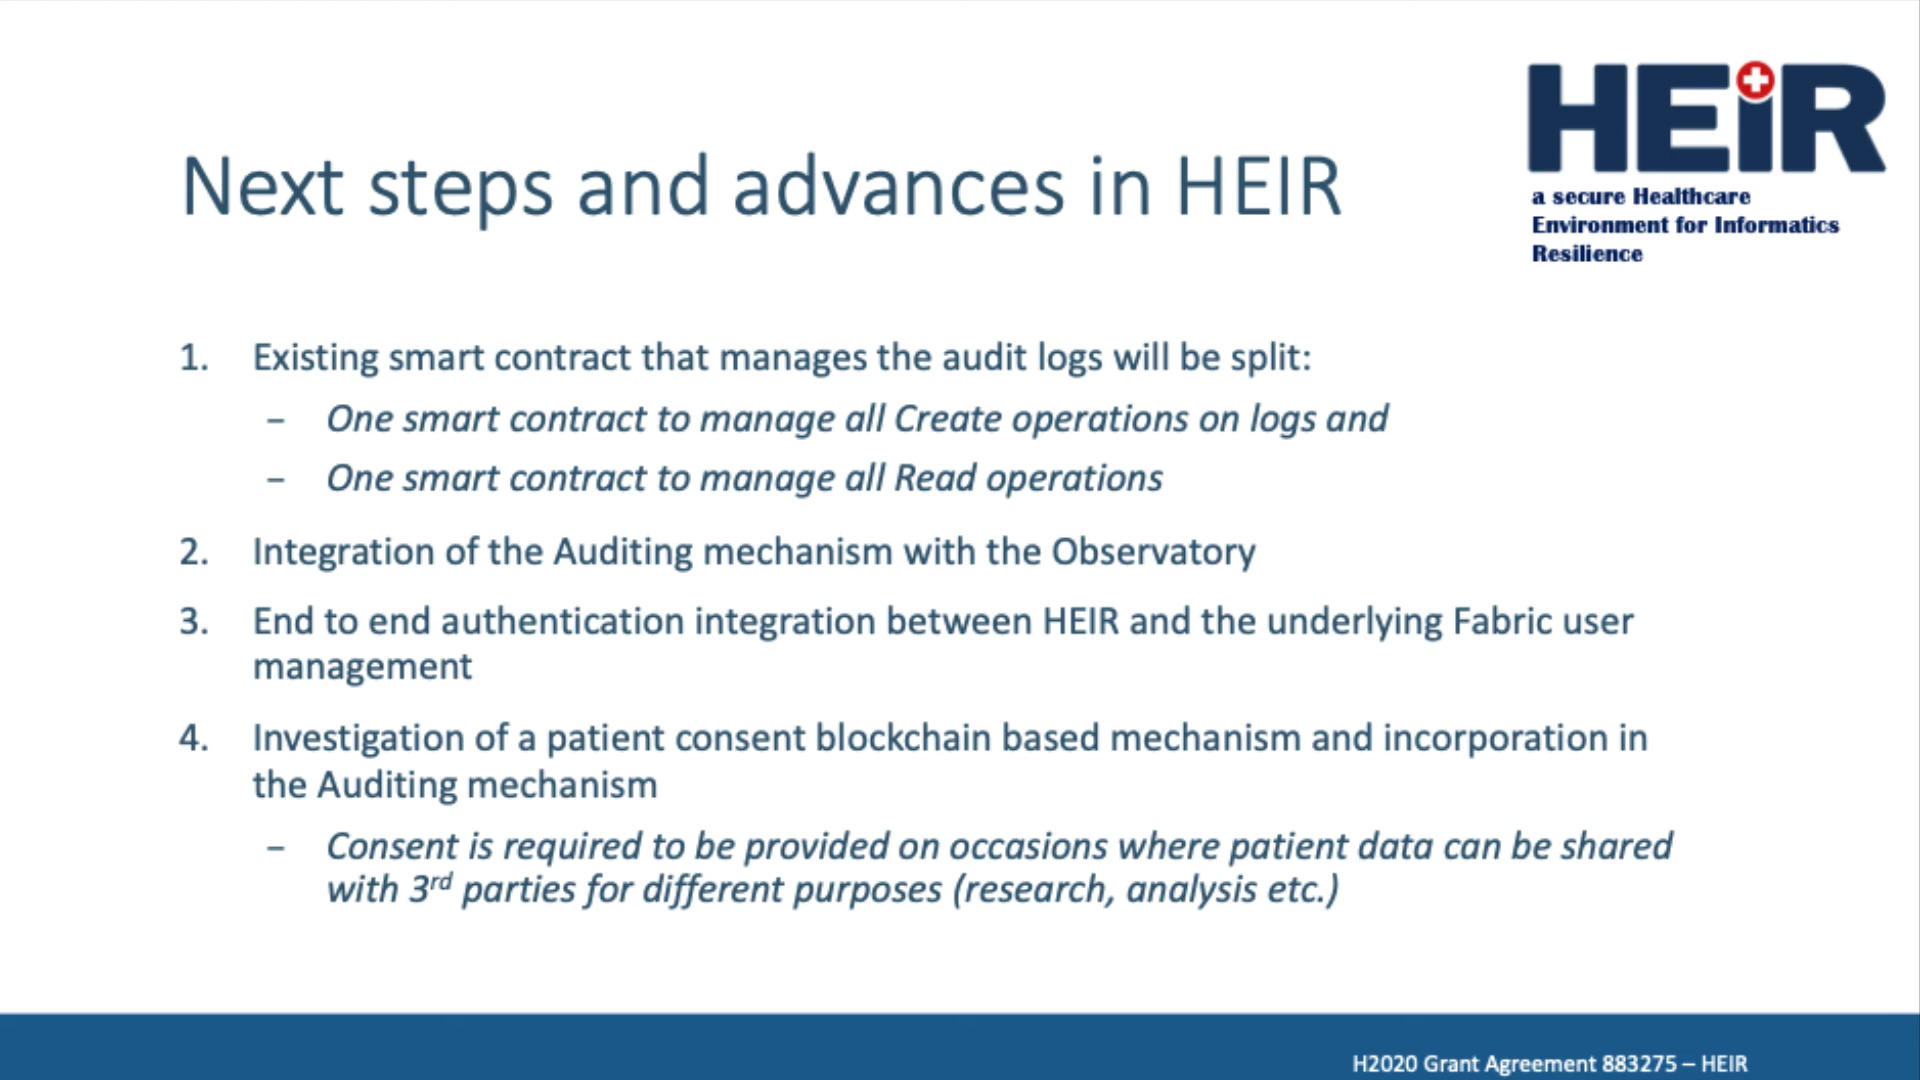 HEiR
a secure Healthcare
Environment for Informatics
Resilience
Next steps and advances in HEIR
1. Existing smart contract that manages the audit logs will be split:
– One smart contract to manage all Create operations on logs and
– One smart contract to manage all Read operations
2. Integration of the Auditing mechanism with the Observatory
3. End to end authentication integration between HEIR and the underlying Fabric user
management
4. Investigation of a patient consent blockchain based mechanism and incorporation in
the Auditing mechanism
– Consent is required to be provided on occasions where patient data can be shared
with 3rd parties for different purposes (research, analysis etc.)
H2020 Grant Agreement 883275 – HEIR